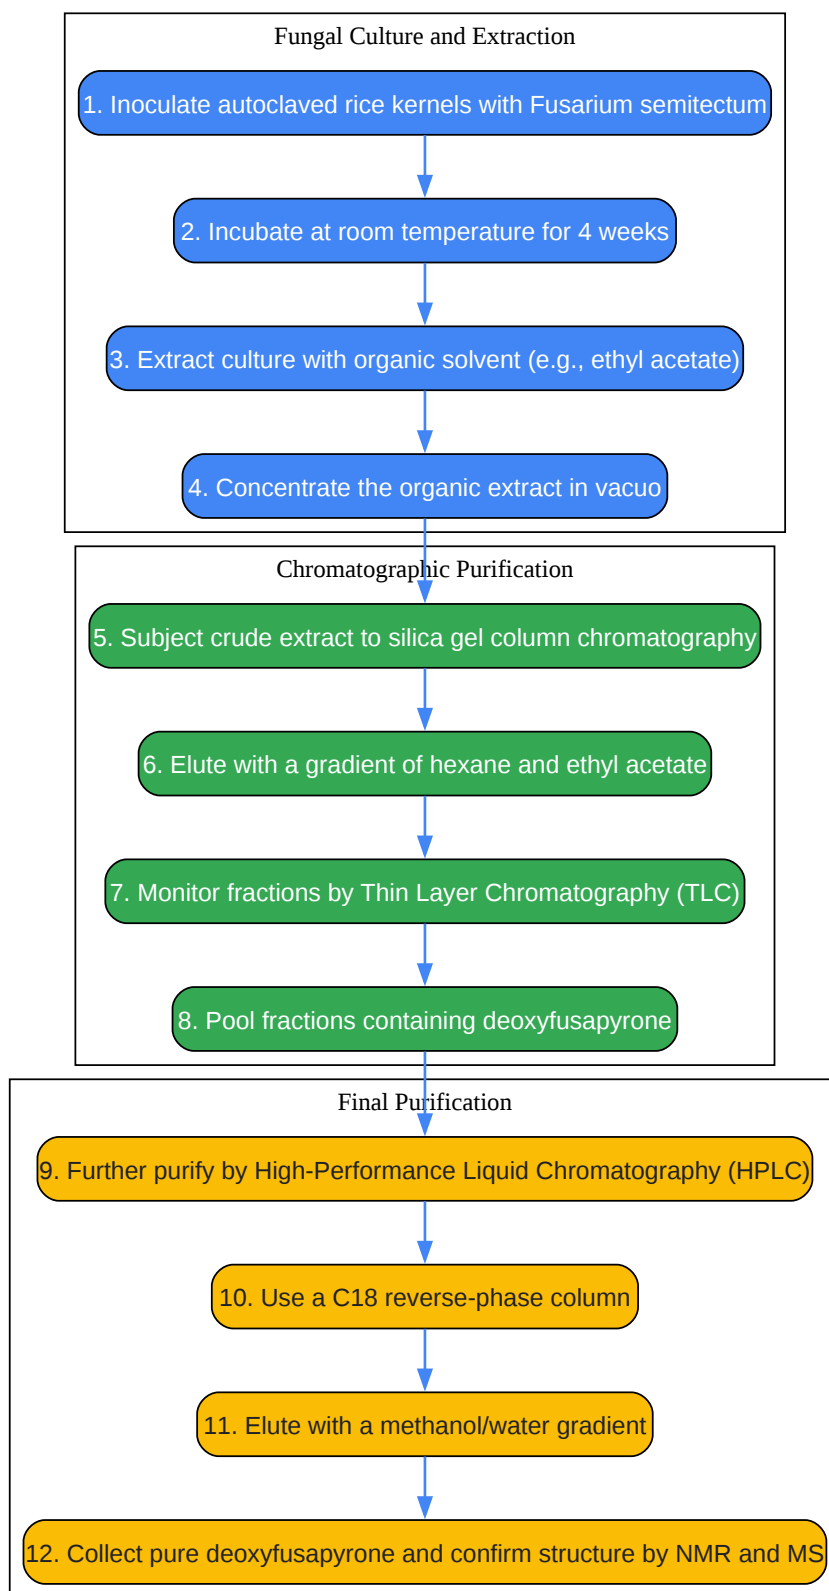 Fungal Culture and Extraction
1. Inoculate autoclaved rice kernels with Fusarium semitectum
2. Incubate at room temperature for 4 weeks
3. Extract culture with organic solvent (e.g., ethyl acetate)
4. Concentrate the organic extract in vacuo
Chromatographic Purification
5. Subject crude extract to silica gel column chromatography
6. Elute with a gradient of hexane and ethyl acetate
7. Monitor fractions by Thin Layer Chromatography (TLC)
8. Pool fractions containing deoxyfusapyrone
Final Purification
9. Further purify by High-Performance Liquid Chromatography (HPLC)
10. Use a C18 reverse-phase column
11. Elute with a methanol/water gradient
12. Collect pure deoxyfusapyrone and confirm structure by NMR and MS